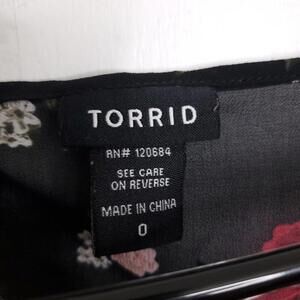 TORRID
RN# 120684
SEE CARE
ON REVERSE
MADE IN CHINA
0